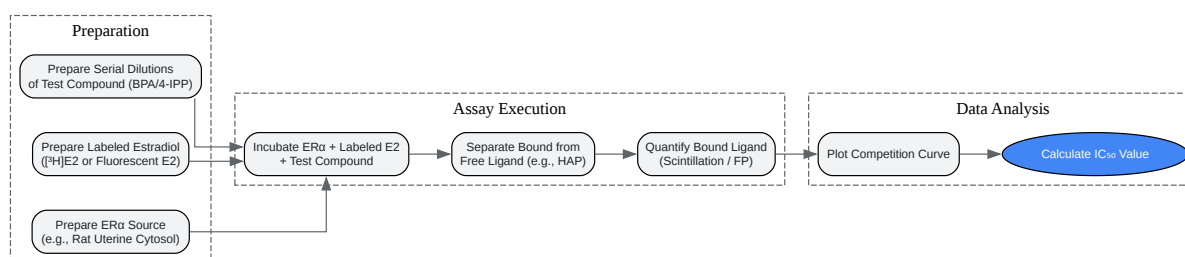 Preparation
Prepare Serial Dilutions
of Test Compound (BPA/4-IPP)
Prepare Labeled Estradiol
([³H]E2 or Fluorescent E2)
Prepare ERα Source
(e.g., Rat Uterine Cytosol)
Assay Execution
Incubate ERα + Labeled E2
+ Test Compound
Separate Bound from
Free Ligand (e.g., HAP)
Quantify Bound Ligand
(Scintillation / FP)
Data Analysis
Plot Competition Curve
Calculate IC₅₀ Value